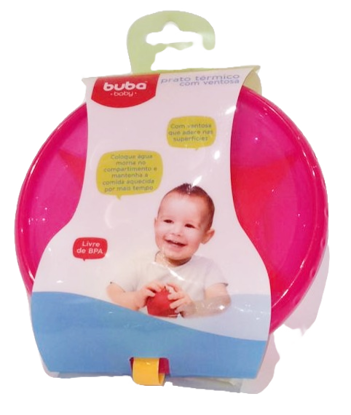 buba
baby
prato térmico
com ventosa
Com ventosa
que adere nas
superfícies
Coloque água
morna no
compartimento e
mantenha a
comida aquecida
por mais tempo
Livre
de BPA